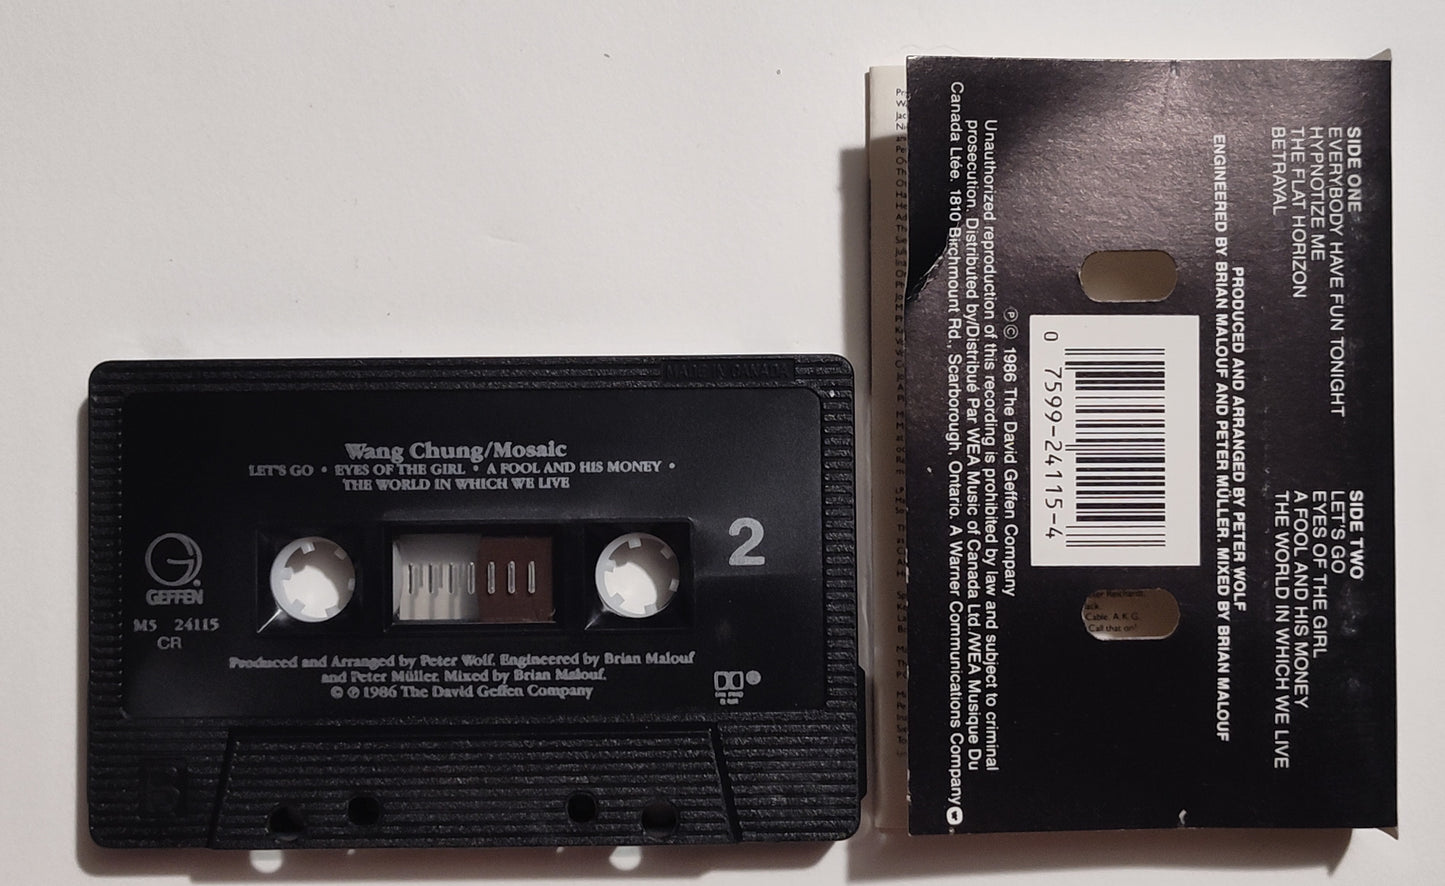 MADE IN CANADA
Wang Chung/Mosaic
LET'S GO • EYES OF THE GIRL • A FOOL AND HIS MONEY •
THE WORLD IN WHICH WE LIVE
2
GEFFEN
M5 24115
CR
Produced and Arranged by Peter Wolf. Engineered by Brian Malouf
and Peter Müller. Mixed by Brian Malouf.
© ℗ 1986 The David Geffen Company
SIDE ONE
EVERYBODY HAVE FUN TONIGHT
HYPNOTIZE ME
THE FLAT HORIZON
BETRAYAL
SIDE TWO
LET'S GO
EYES OF THE GIRL
A FOOL AND HIS MONEY
THE WORLD IN WHICH WE LIVE
PRODUCED AND ARRANGED BY PETER WOLF
ENGINEERED BY BRIAN MALOUF AND PETER MÜLLER. MIXED BY BRIAN MALOUF
0 7599-24115-4
℗ © 1986 The David Geffen Company
Unauthorized reproduction of this recording is prohibited by law and subject to criminal
prosecution. Distributed by/Distribué Par WEA Music of Canada Ltd./WEA Musique Du
Canada Ltée. 1810 Birchmount Rd., Scarborough, Ontario. A Warner Communications Company
Reichardt,
Cable, A.K.G.
Call that on!